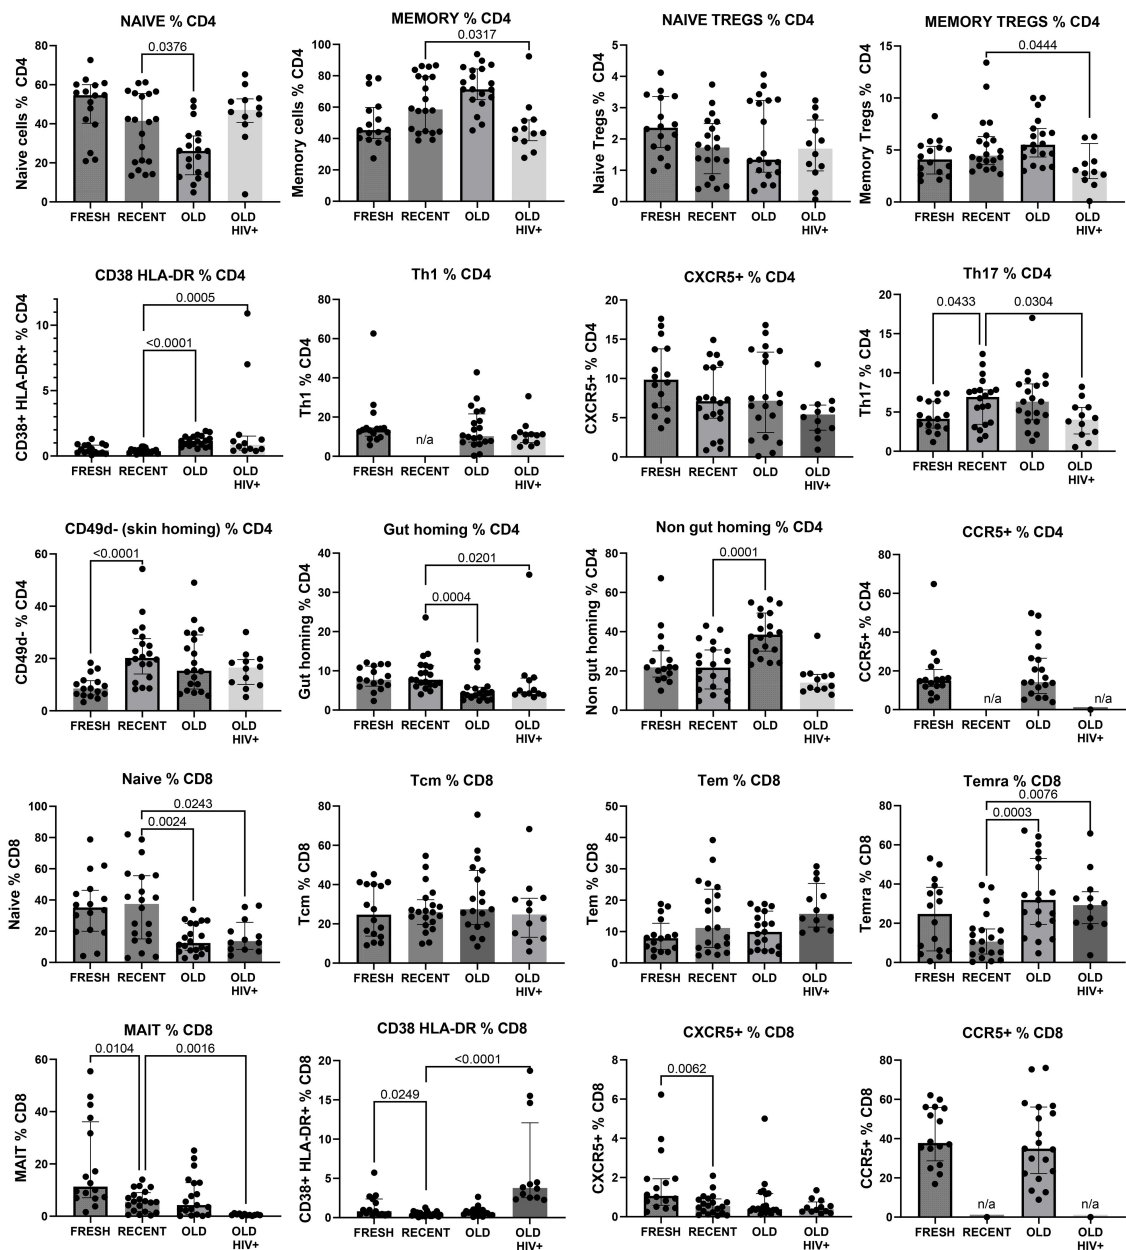 NAIVE % CD4
Naive cells % CD4
80
60
40
20
0
0.0376
FRESH RECENT OLD OLD HIV+
MEMORY % CD4
Memory cells % CD4
100
80
60
40
20
0
0.0317
FRESH RECENT OLD OLD HIV+
NAIVE TREGS % CD4
Naive Tregs % CD4
5
4
3
2
1
0
FRESH RECENT OLD OLD HIV+
MEMORY TREGS % CD4
Memory Tregs % CD4
15
10
5
0
0.0444
FRESH RECENT OLD OLD HIV+
CD38 HLA-DR % CD4
CD38+ HLA-DR+ % CD4
10
5
0
0.0005
<0.0001
FRESH RECENT OLD OLD HIV+
Th1 % CD4
Th1 % CD4
80
60
40
20
0
n/a
FRESH RECENT OLD OLD HIV+
CXCR5+ % CD4
CXCR5+ % CD4
20
15
10
5
0
FRESH RECENT OLD OLD HIV+
Th17 % CD4
Th17 % CD4
20
15
10
5
0
0.0433 0.0304
FRESH RECENT OLD OLD HIV+
CD49d- (skin homing) % CD4
CD49d- % CD4
60
40
20
0
<0.0001
FRESH RECENT OLD OLD HIV+
Gut homing % CD4
Gut homing % CD4
40
30
20
10
0
0.0201
0.0004
FRESH RECENT OLD OLD HIV+
Non gut homing % CD4
Non gut homing % CD4
80
60
40
20
0
0.0001
FRESH RECENT OLD OLD HIV+
CCR5+ % CD4
CCR5+ % CD4
80
60
40
20
0
n/a n/a
FRESH RECENT OLD OLD HIV+
Naive % CD8
Naive % CD8
100
80
60
40
20
0
0.0243
0.0024
FRESH RECENT OLD OLD HIV+
Tcm % CD8
Tcm % CD8
80
60
40
20
0
FRESH RECENT OLD OLD HIV+
Tem % CD8
Tem % CD8
50
40
30
20
10
0
FRESH RECENT OLD OLD HIV+
Temra % CD8
Temra % CD8
80
60
40
20
0
0.0076
0.0003
FRESH RECENT OLD OLD HIV+
MAIT % CD8
MAIT % CD8
60
40
20
0
0.0104 0.0016
FRESH RECENT OLD OLD HIV+
CD38 HLA-DR % CD8
CD38+ HLA-DR+ % CD8
20
15
10
5
0
<0.0001
0.0249
FRESH RECENT OLD OLD HIV+
CXCR5+ % CD8
CXCR5+ % CD8
8
6
4
2
0
0.0062
FRESH RECENT OLD OLD HIV+
CCR5+ % CD8
CCR5+ % CD8
80
60
40
20
0
n/a n/a
FRESH RECENT OLD OLD HIV+